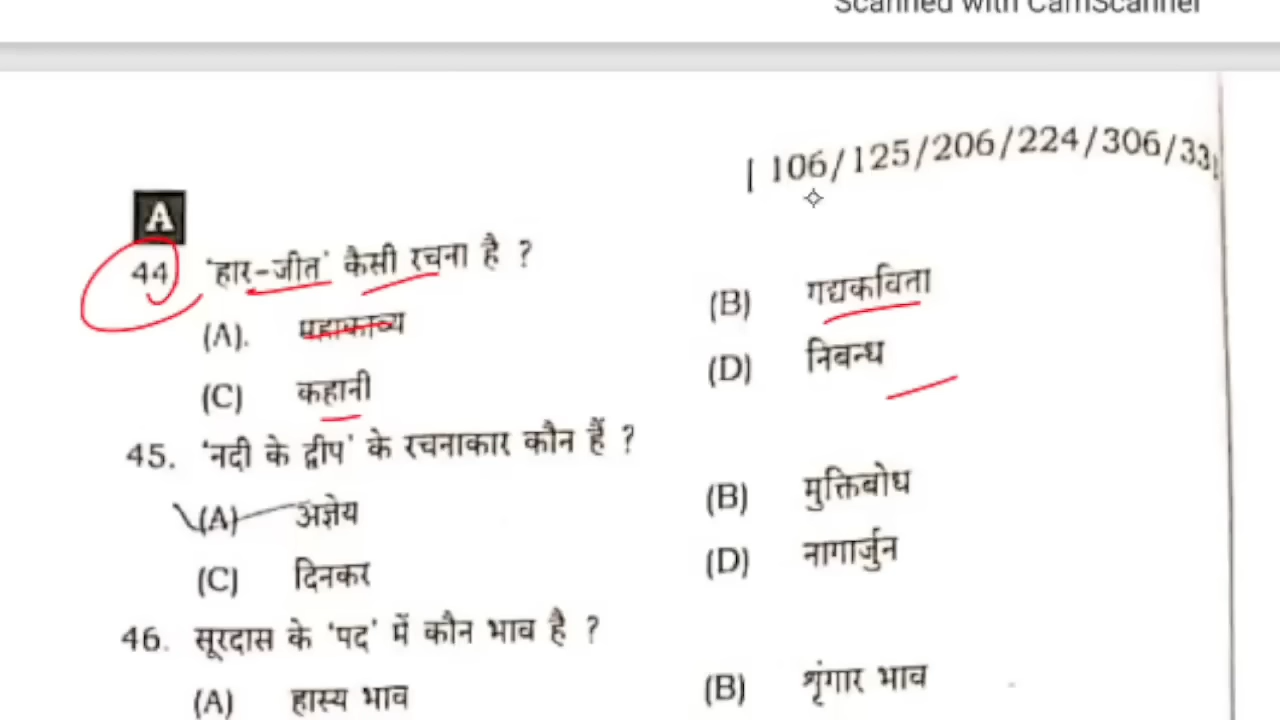 Scanned with CamScanner
| 106/125/206/224/306/33
A
44 'हार-जीत' कैसी रचना है ?
(A). महाकाव्य
(B) गद्यकविता
(C) कहानी
(D) निबन्ध
45. 'नदी के द्वीप' के रचनाकार कौन हैं ?
(A) अज्ञेय
(B) मुक्तिबोध
(C) दिनकर
(D) नागार्जुन
46. सूरदास के 'पद' में कौन भाव है ?
(A) हास्य भाव
(B) शृंगार भाव